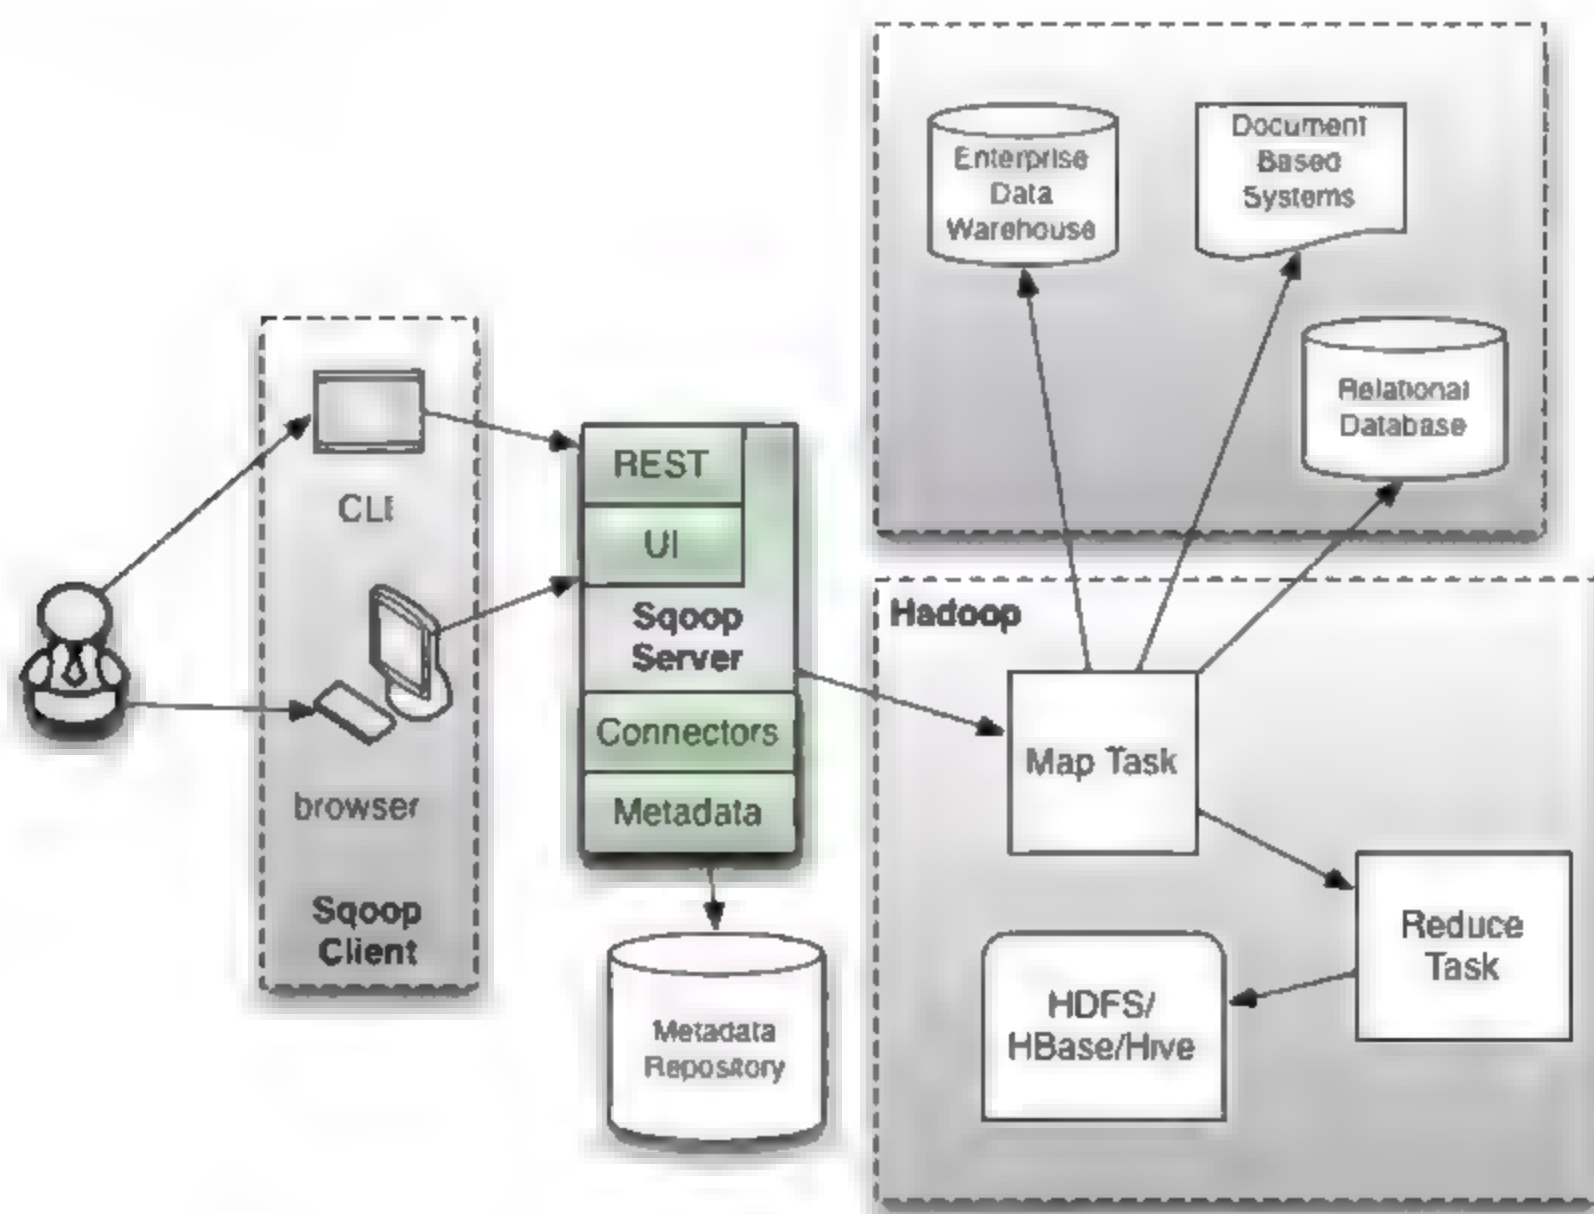 Enterprise
Data
Warehouse
Document
Based
Systems
Relational
Database
CLI
browser
Sqoop
Client
REST
UI
Sqoop
Server
Connectors
Metadata
Metadata
Repository
Hadoop
Map Task
Reduce
Task
HDFS/
HBase/Hive